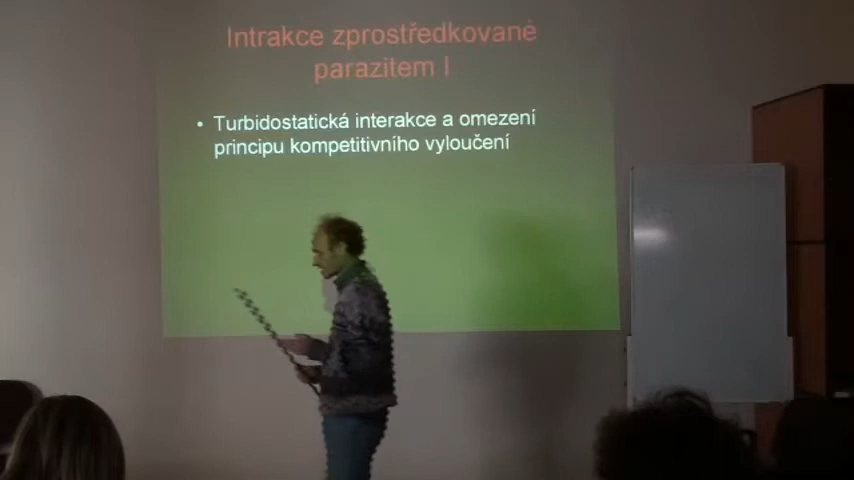 Intrakce zprostředkované
parazitem I
• Turbidostatická interakce a omezení
principu kompetitivního vyloučení